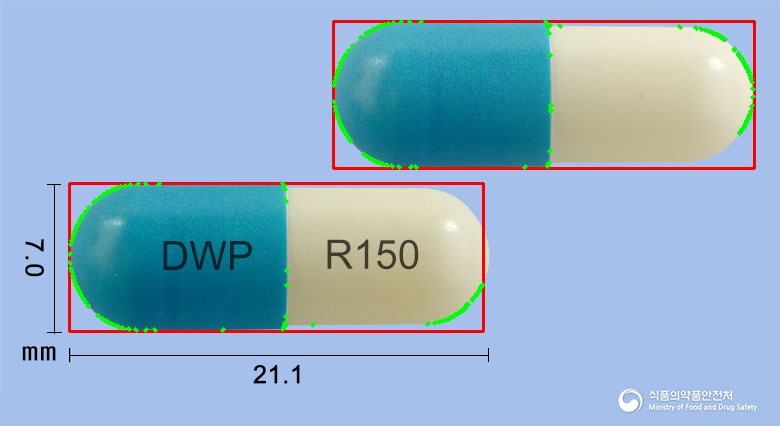 DWP R150
7.0
mm
21.1
식품의약품안전처
Ministry of Food and Drug Safety